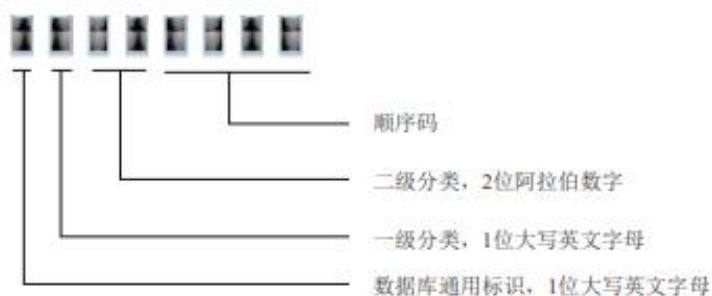 顺序码
二级分类，2位阿拉伯数字
一级分类，1位大写英文字母
数据库通用标识，1位大写英文字母